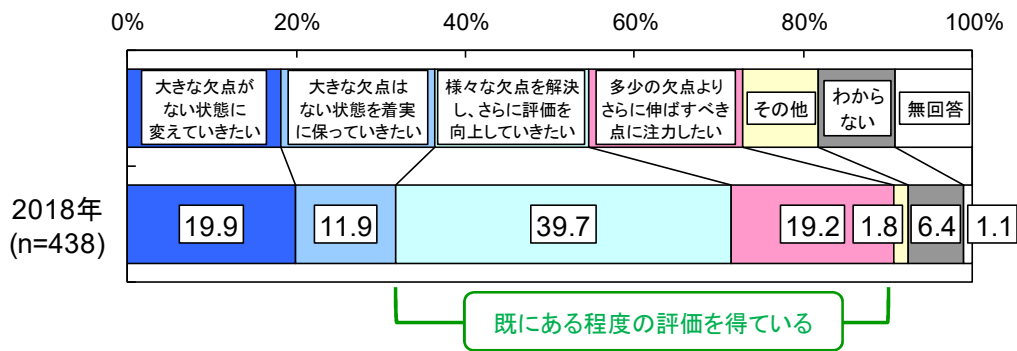 0% 20% 40% 60% 80% 100%
大きな欠点が
ない状態に
変えていきたい
大きな欠点は
ない状態を着実
に保っていきたい
様々な欠点を解決
し、さらに評価を
向上していきたい
多少の欠点より
さらに伸ばすべき
点に注力したい
その他
わから
ない
無回答
2018年
(n=438)
19.9 11.9 39.7 19.2 1.8 6.4 1.1
既にある程度の評価を得ている